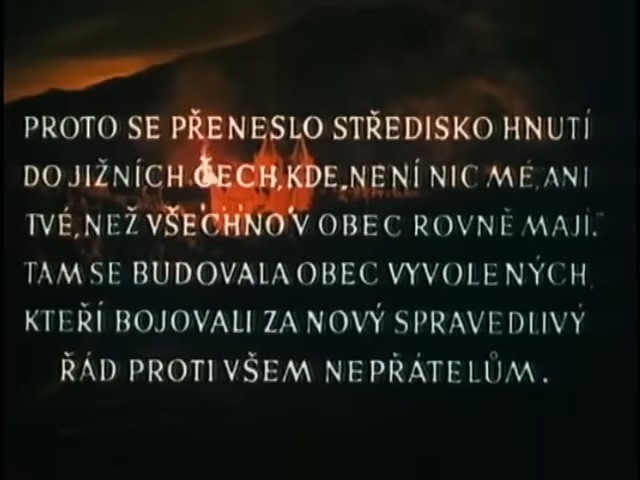 PROTO SE PŘENESLO STŘEDISKO HNUTÍ
DO JIŽNÍCH ČECH, KDE „NENÍ NIC MÉ, ANI
TVÉ, NEŽ VŠECHNO V OBEC ROVNĚ MAJÍ."
TAM SE BUDOVALA OBEC VYVOLENÝCH,
KTEŘÍ BOJOVALI ZA NOVÝ SPRAVEDLIVÝ
ŘÁD PROTI VŠEM NEPŘÁTELŮM.